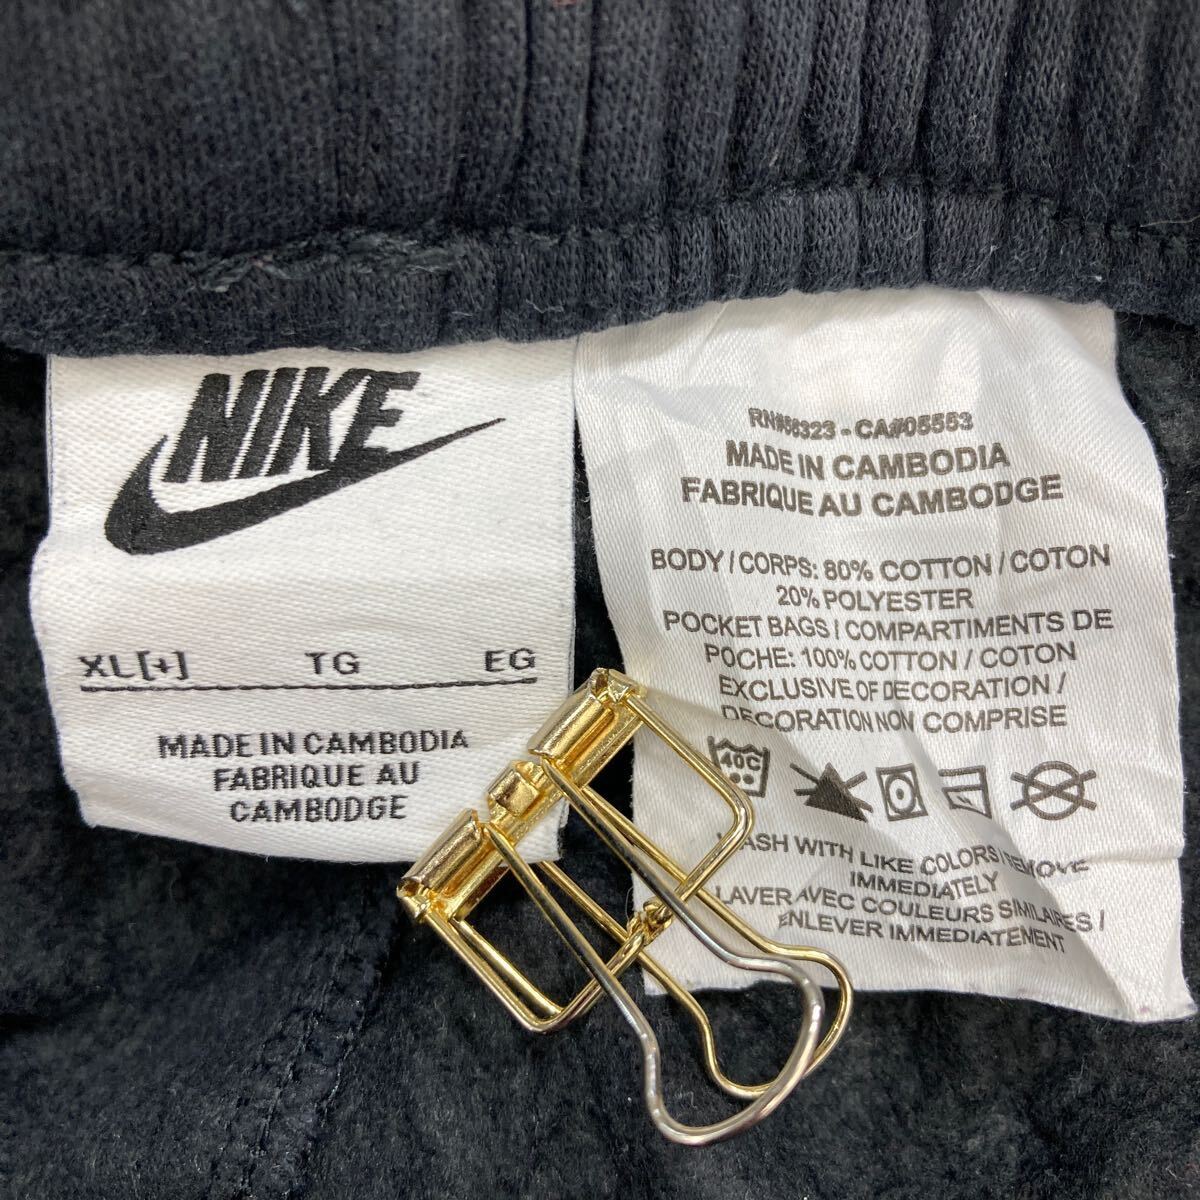 NIKE
XL[+] TG EG
MADE IN CAMBODIA
FABRIQUE AU
CAMBODGE
RN#56323 - CA#05553
MADE IN CAMBODIA
FABRIQUE AU CAMBODGE
BODY / CORPS: 80% COTTON / COTON
20% POLYESTER
POCKET BAGS / COMPARTIMENTS DE
POCHE: 100% COTTON / COTON
EXCLUSIVE OF DECORATION /
DECORATION NON COMPRISE
40C
WASH WITH LIKE COLORS / REMOVE
IMMEDIATELY
LAVER AVEC COULEURS SIMILAIRES /
ENLEVER IMMEDIATEMENT